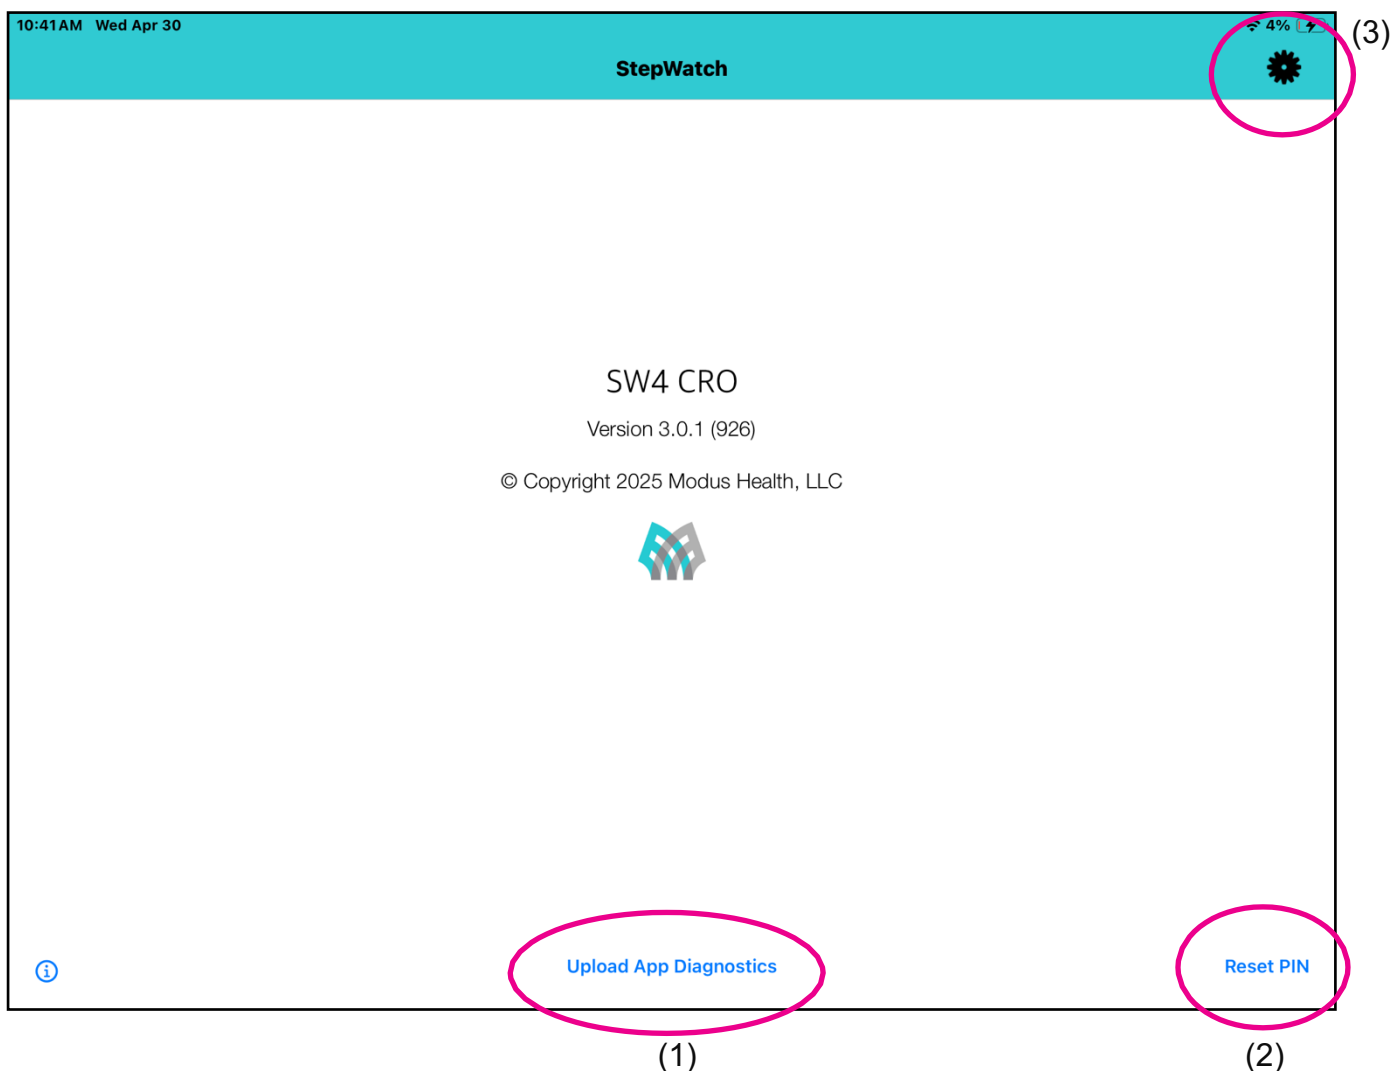 10:41 AM Wed Apr 30
4%
(3)
StepWatch
SW4 CRO
Version 3.0.1 (926)
© Copyright 2025 Modus Health, LLC
Upload App Diagnostics
Reset PIN
(1)
(2)